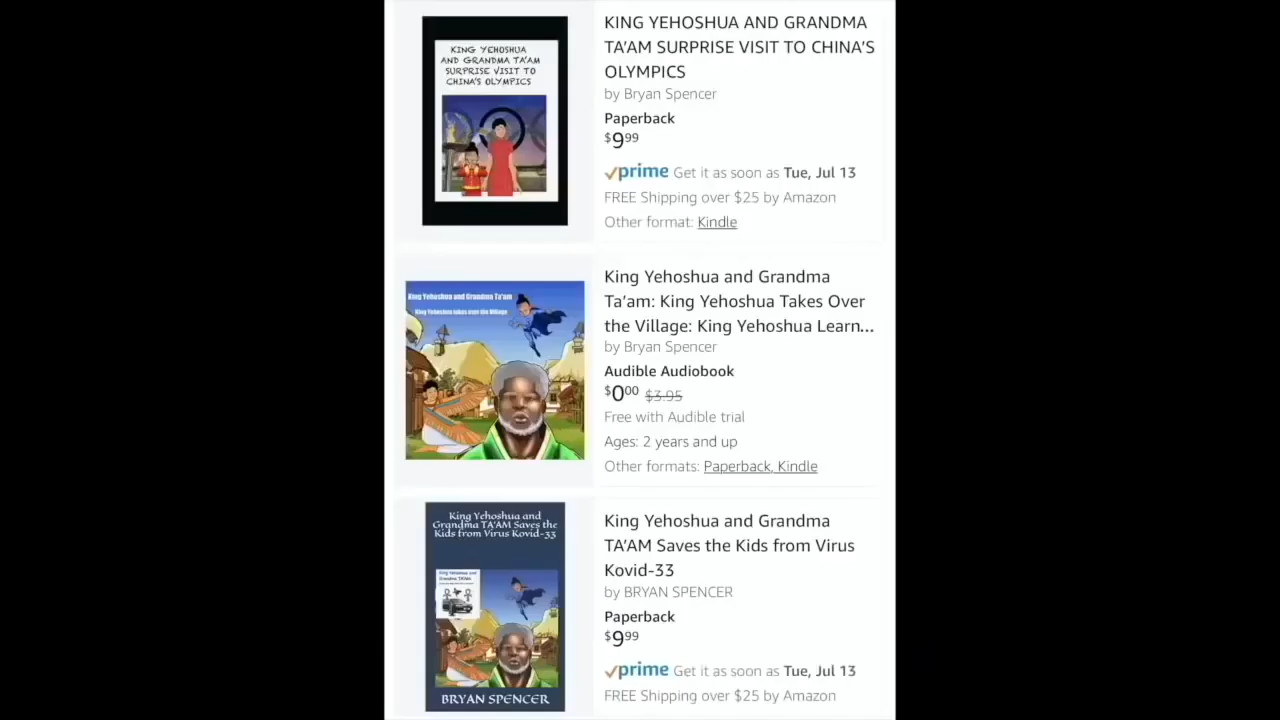 KING YEHOSHUA
AND GRANDMA TA'AM
SURPRISE VISIT TO
CHINA'S OLYMPICS
KING YEHOSHUA AND GRANDMA
TA'AM SURPRISE VISIT TO CHINA'S
OLYMPICS
by Bryan Spencer
Paperback
$9.99
prime Get it as soon as Tue, Jul 13
FREE Shipping over $25 by Amazon
Other format: Kindle
King Yehoshua and Grandma Ta'am
King Yehoshua takes over the Village
King Yehoshua and Grandma
Ta'am: King Yehoshua Takes Over
the Village: King Yehoshua Learn...
by Bryan Spencer
Audible Audiobook
$0.00 $3.95
Free with Audible trial
Ages: 2 years and up
Other formats: Paperback, Kindle
King Yehoshua and
Grandma TA'AM Saves the
Kids from Virus Kovid-33
BRYAN SPENCER
King Yehoshua and Grandma
TA'AM Saves the Kids from Virus
Kovid-33
by BRYAN SPENCER
Paperback
$9.99
prime Get it as soon as Tue, Jul 13
FREE Shipping over $25 by Amazon